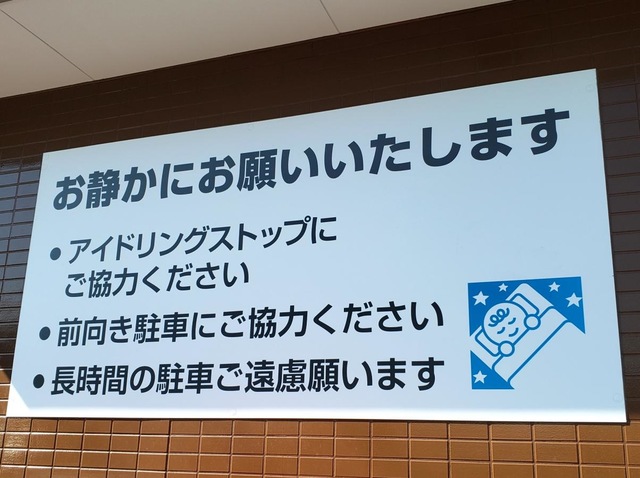 お静かにお願いいたします
●アイドリングストップに
ご協力ください
●前向き駐車にご協力ください
●長時間の駐車ご遠慮願います